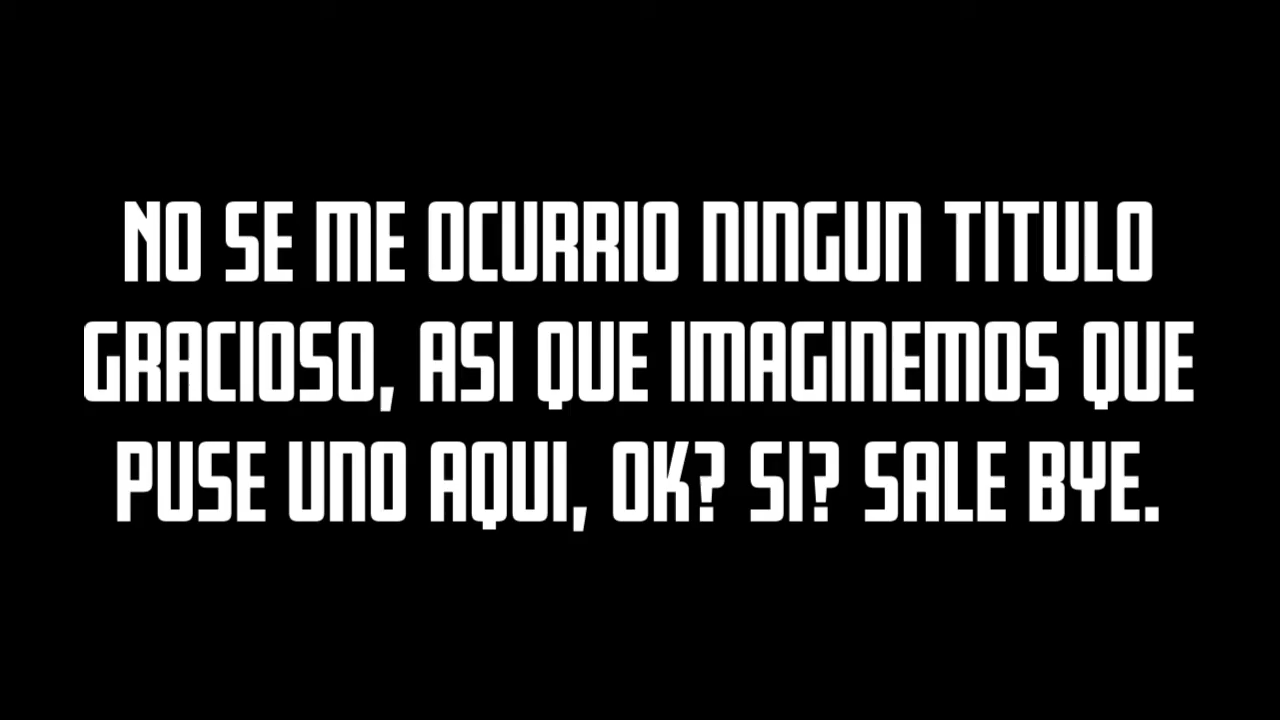 NO SE ME OCURRIO NINGUN TITULO
GRACIOSO, ASI QUE IMAGINEMOS QUE
PUSE UNO AQUI, OK? SI? SALE BYE.